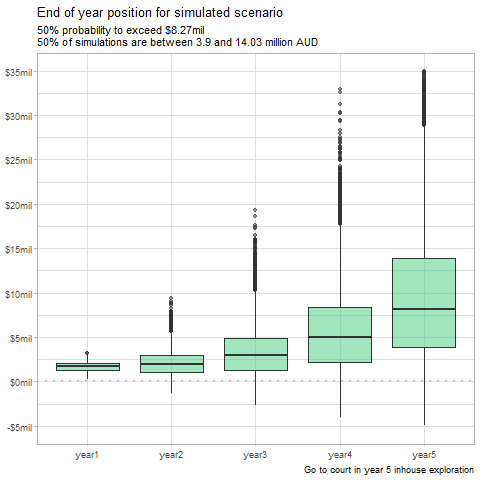 End of year position for simulated scenario
50% probability to exceed $8.27mil
50% of simulations are between 3.9 and 14.03 million AUD
$35mil
$30mil
$25mil
$20mil
$15mil
$10mil
$5mil
$0mil
-$5mil
year1 year2 year3 year4 year5
Go to court in year 5 inhouse exploration